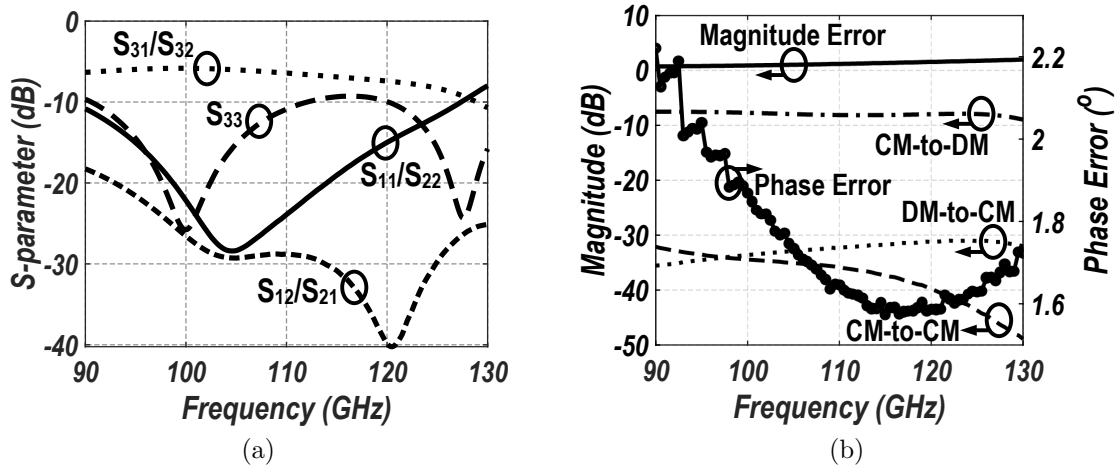 0
-10
-20
-30
-40
S-parameter (dB)
S31/S32
S33
S11/S22
S12/S21
90
100
110
120
130
Frequency (GHz)
(a)
10
0
-10
-20
-30
-40
-50
Magnitude (dB)
Magnitude Error
CM-to-DM
Phase Error
DM-to-CM
CM-to-CM
2.2
2
1.8
1.6
Phase Error (º)
90
100
110
120
130
Frequency (GHz)
(b)